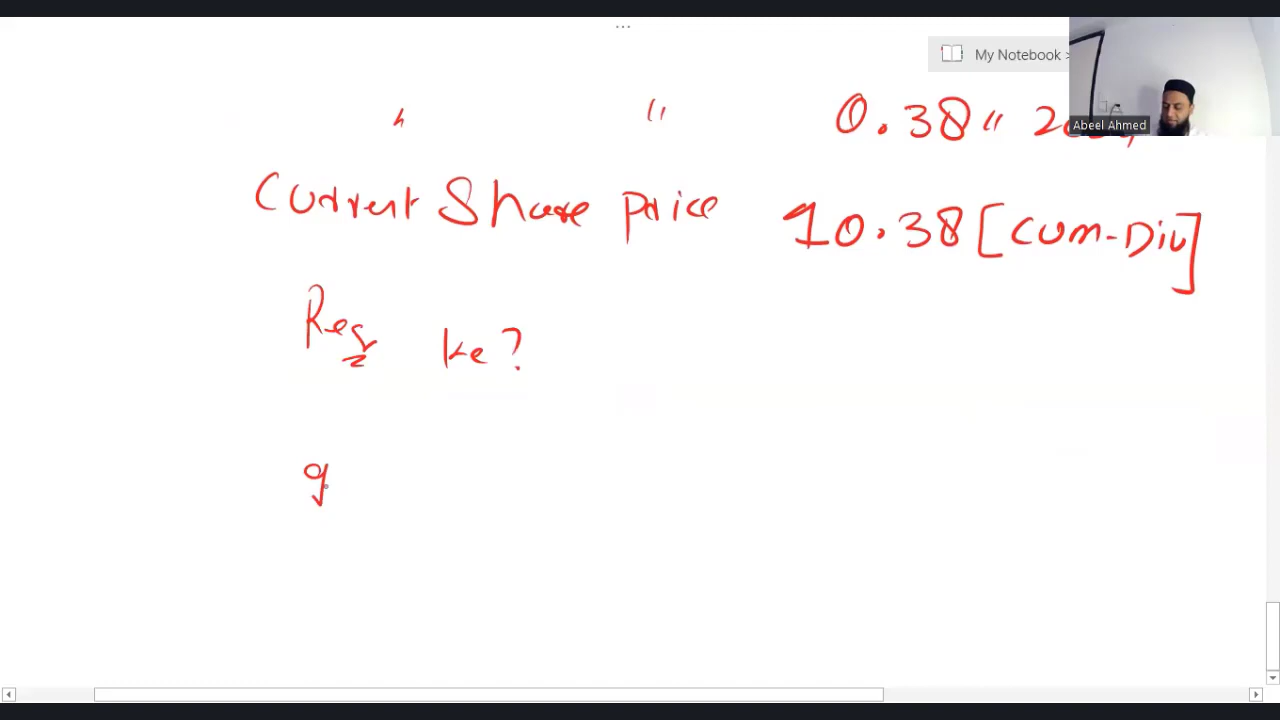 ...
My Notebook >
Abeel Ahmed
" " 0.38 "
Current Share price 10.38 [cum-Div]
Req ke?
g